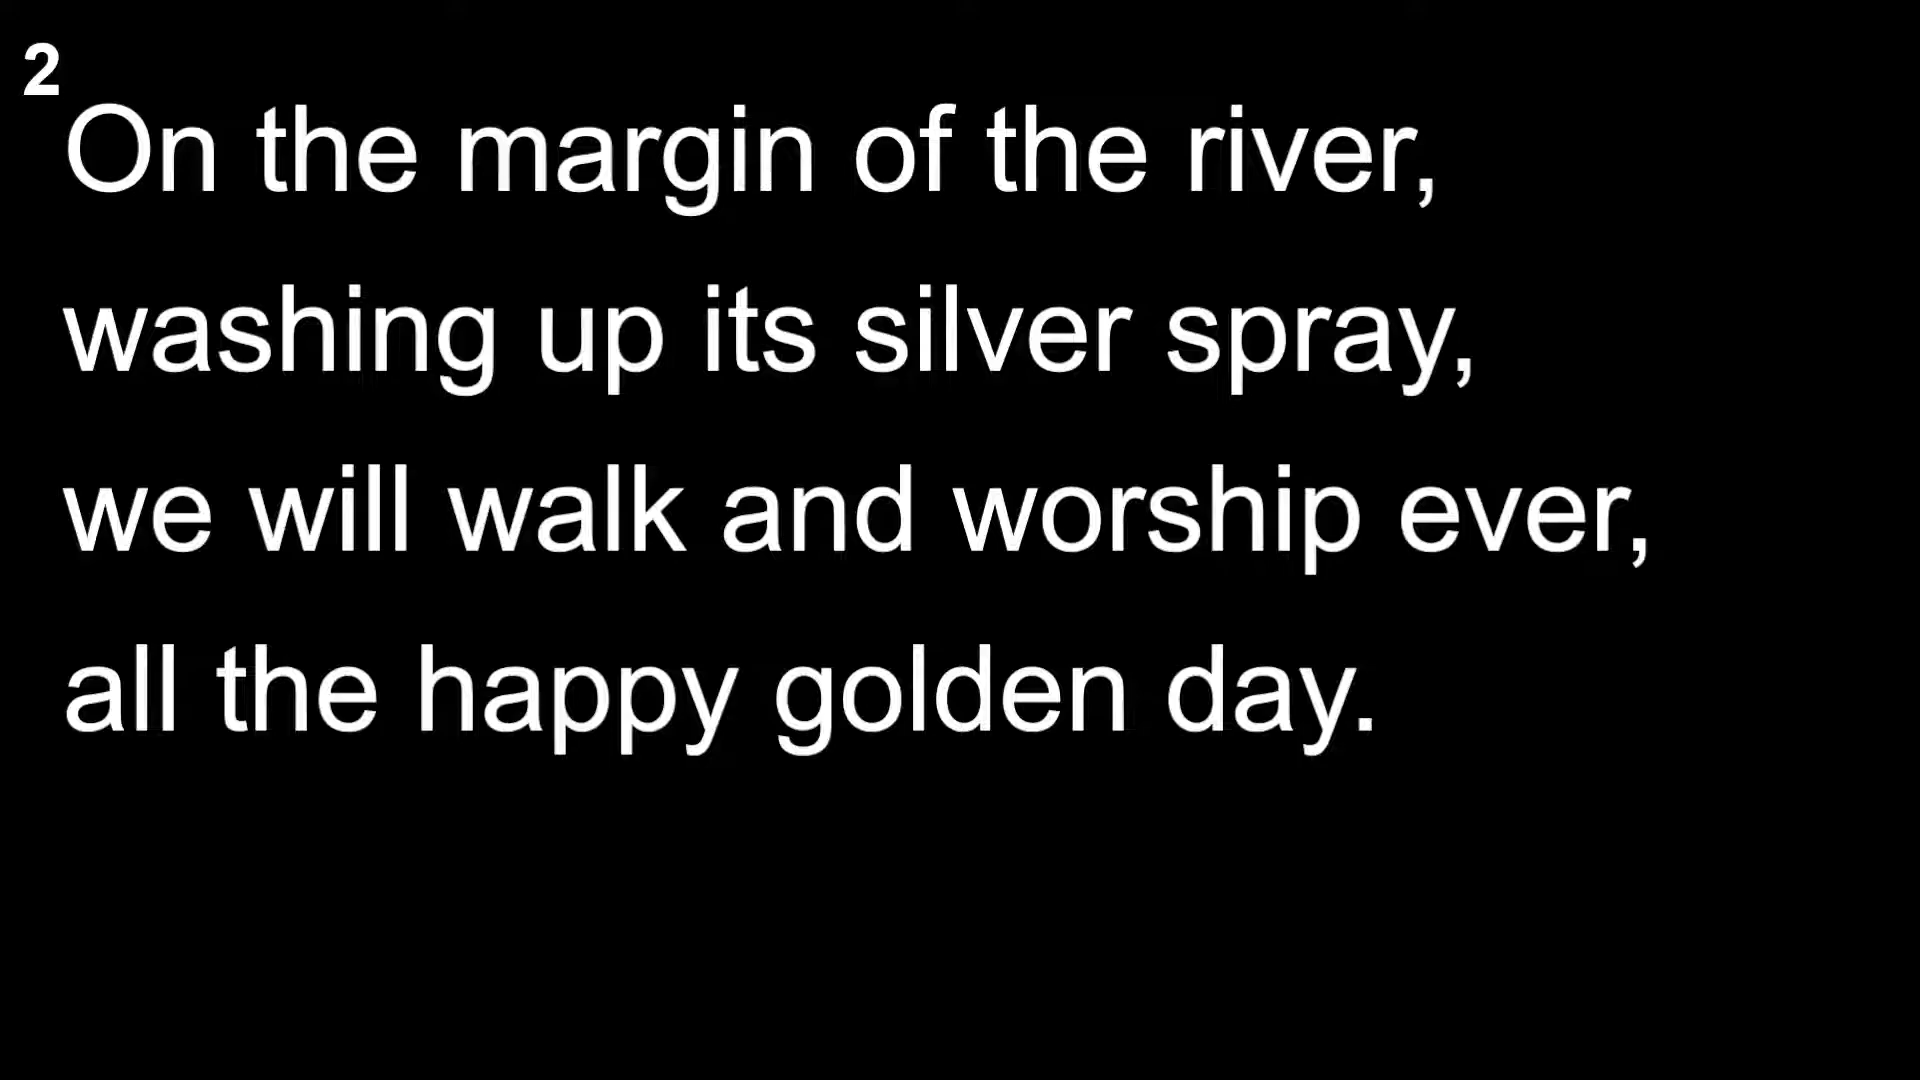 2
On the margin of the river,
washing up its silver spray,
we will walk and worship ever,
all the happy golden day.